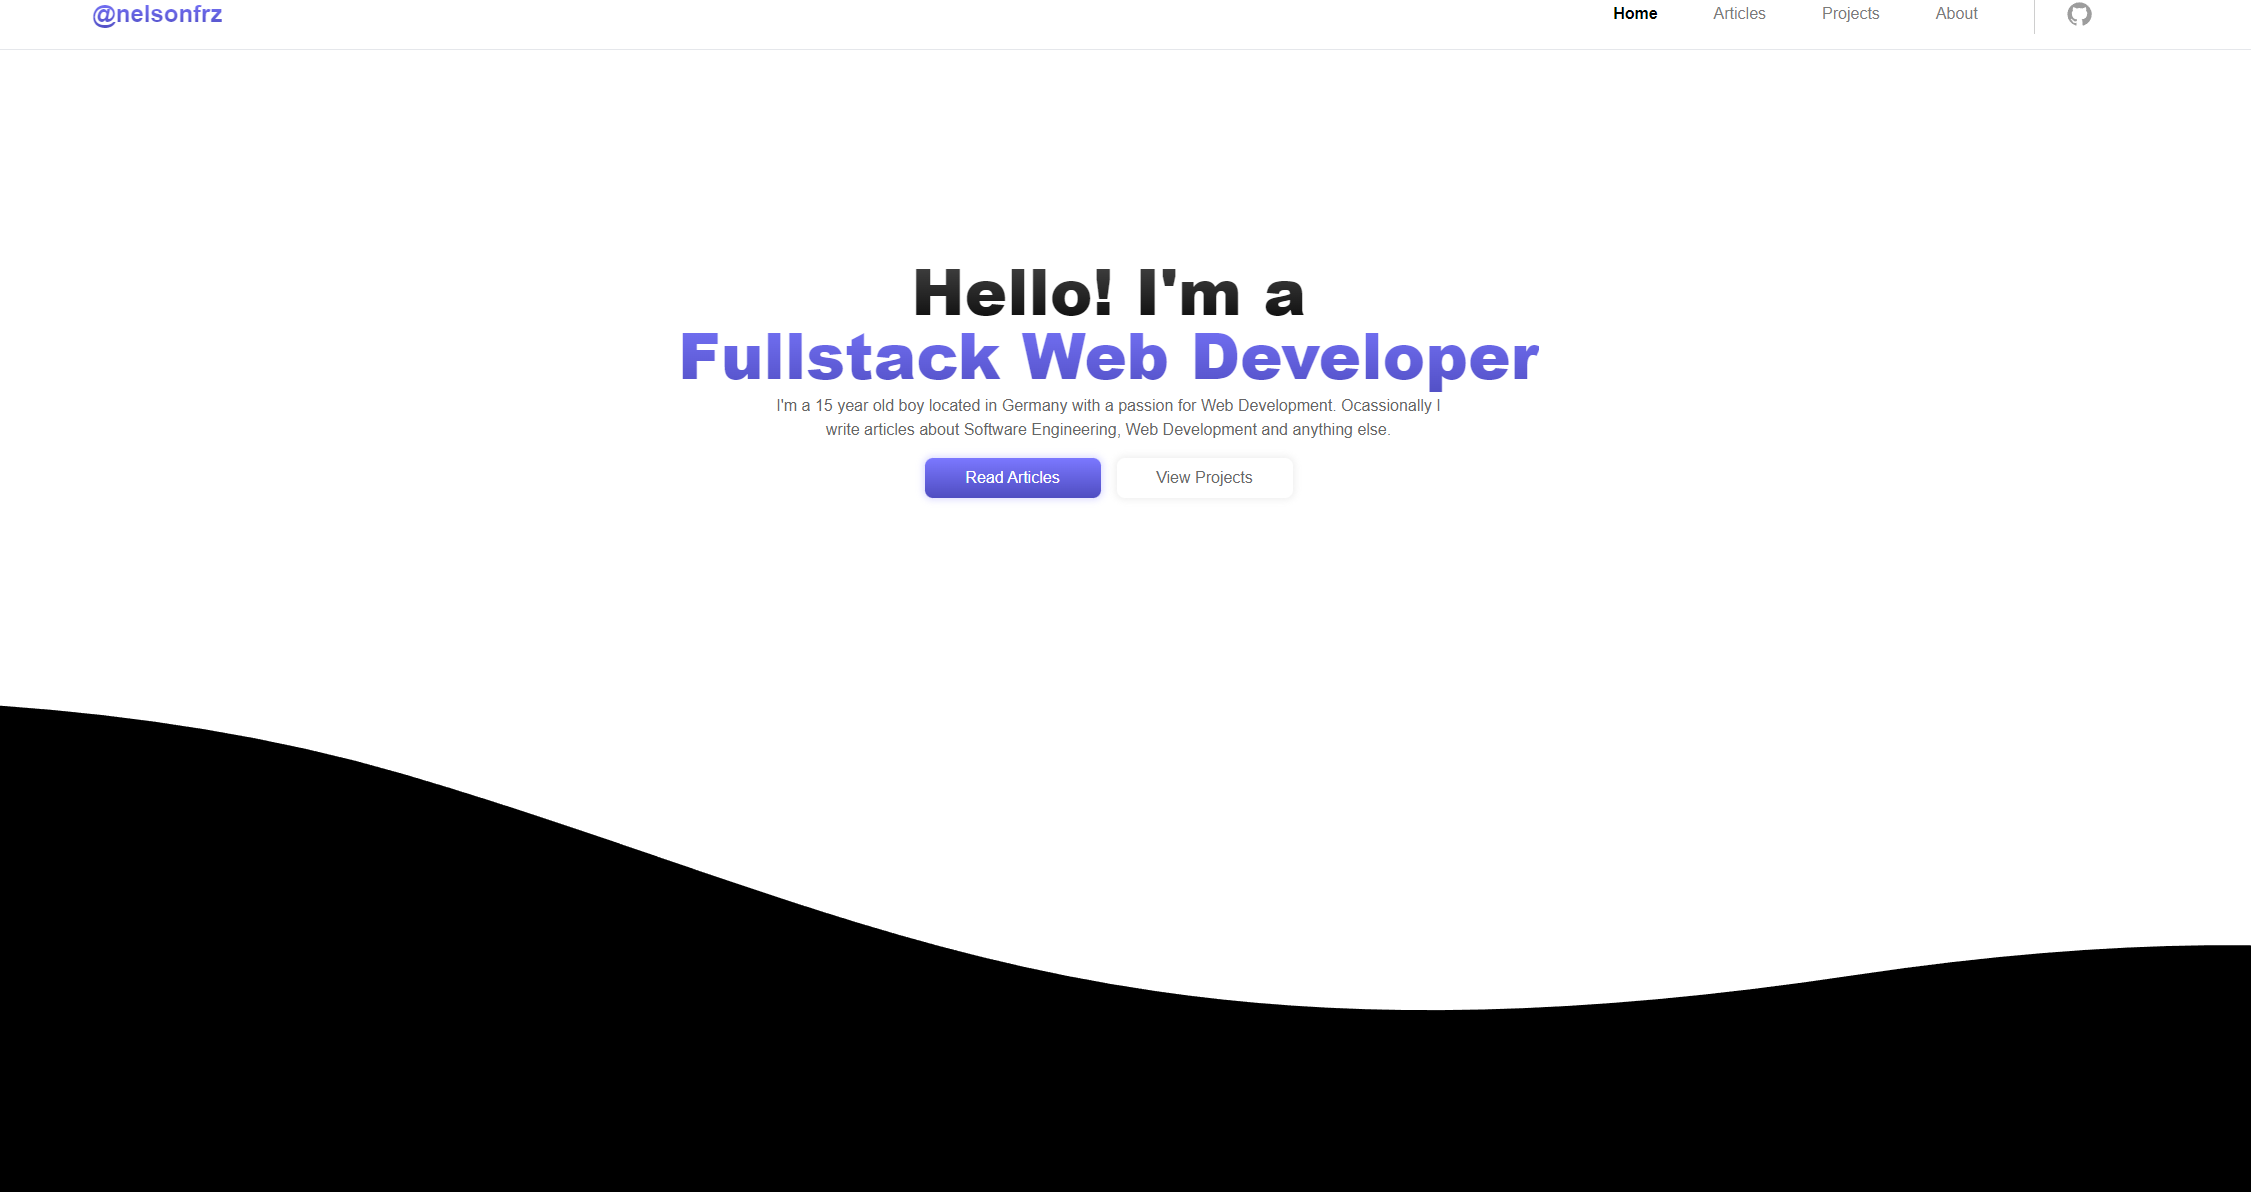 @nelsonfrz
Home Articles Projects About
Hello! I'm a
Fullstack Web Developer
I'm a 15 year old boy located in Germany with a passion for Web Development. Ocassionally I
write articles about Software Engineering, Web Development and anything else.
Read Articles View Projects